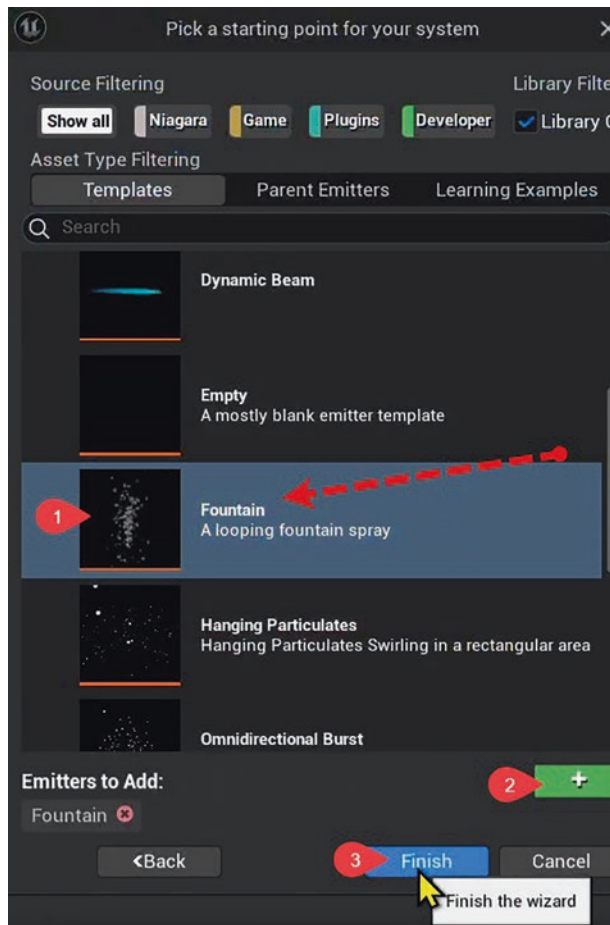 Pick a starting point for your system
Source Filtering
Library Filte
Show all Niagara Game Plugins Developer Library
Asset Type Filtering
Templates Parent Emitters Learning Examples
Search
Dynamic Beam
Empty
A mostly blank emitter template
1
Fountain
A looping fountain spray
Hanging Particulates
Hanging Particulates Swirling in a rectangular area
Omnidirectional Burst
Emitters to Add:
2 +
Fountain
<Back 3 Finish Cancel
Finish the wizard